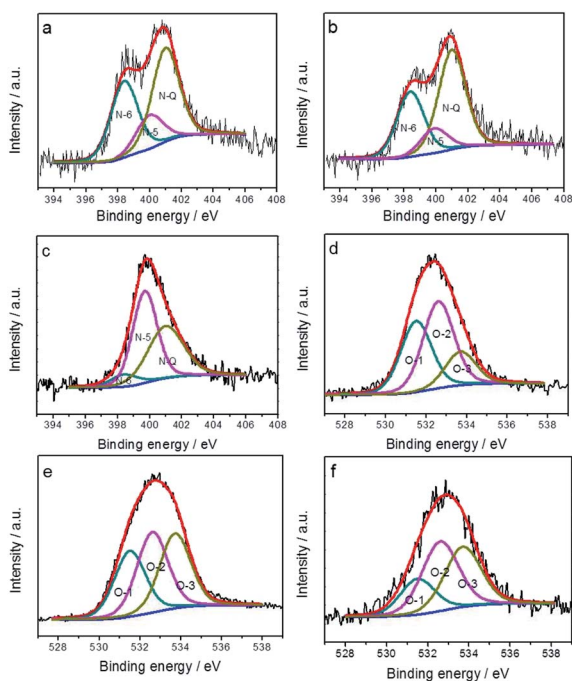 a
Intensity / a.u.
N-6
N-5
N-Q
394 396 398 400 402 404 406 408
Binding energy / eV
b
Intensity / a.u.
N-6
N-5
N-Q
394 396 398 400 402 404 406 408
Binding energy / eV
c
Intensity / a.u.
N-5
N-6
N-Q
394 396 398 400 402 404 406 408
Binding energy / eV
d
Intensity / a.u.
O-1
O-2
O-3
528 530 532 534 536 538
Binding energy / eV
e
Intensity / a.u.
O-1
O-2
O-3
528 530 532 534 536 538
Binding energy / eV
f
Intensity / a.u.
O-1
O-2
O-3
528 530 532 534 536 538
Binding energy / eV